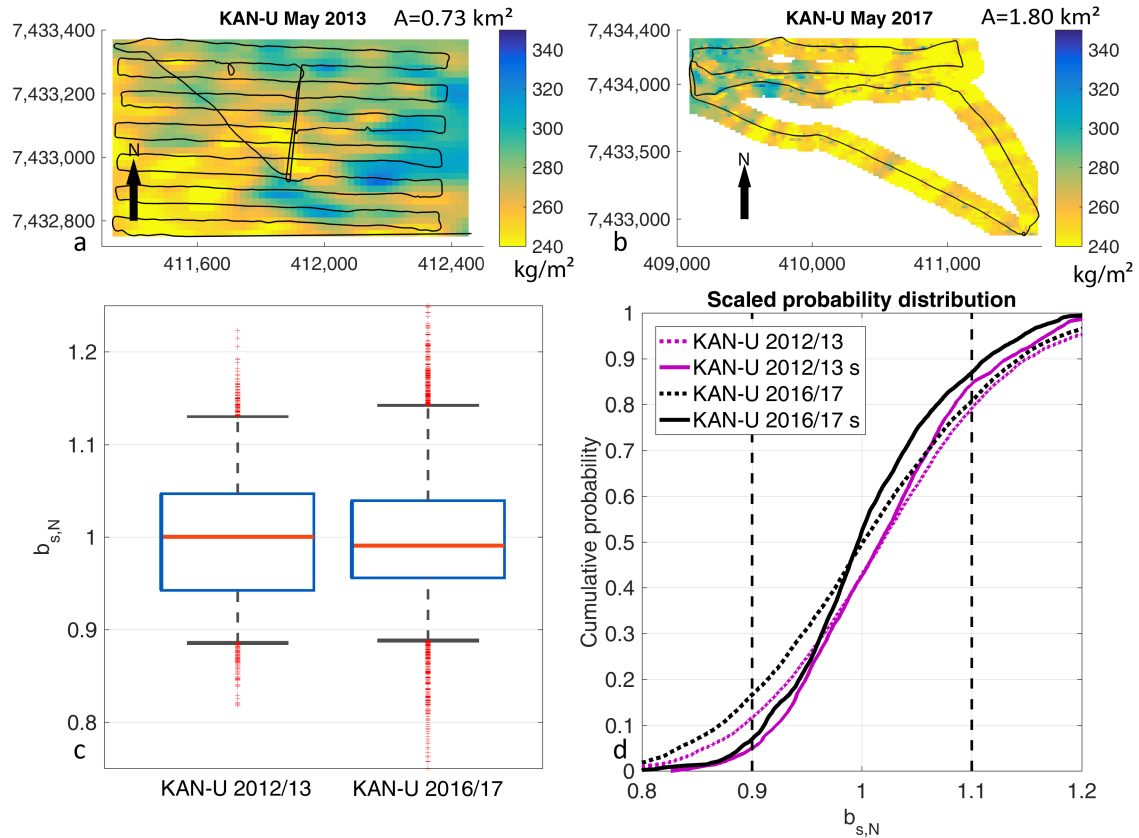 KAN-U May 2013 A=0.73 km²
7,433,400
7,433,200
7,433,000
7,432,800
N
a
411,600
412,000
412,400
340
320
300
280
260
240
kg/m²
KAN-U May 2017 A=1.80 km²
7,434,400
7,434,000
7,433,500
7,433,000
N
b
409,000
410,000
411,000
340
320
300
280
260
240
kg/m²
1.2
1.1
1
0.9
0.8
b_s,N
c
KAN-U 2012/13
KAN-U 2016/17
Scaled probability distribution
KAN-U 2012/13
KAN-U 2012/13 s
KAN-U 2016/17
KAN-U 2016/17 s
Cumulative probability
1
0.9
0.8
0.7
0.6
0.5
0.4
0.3
0.2
0.1
0
d
0.8
0.9
1
1.1
1.2
b_s,N